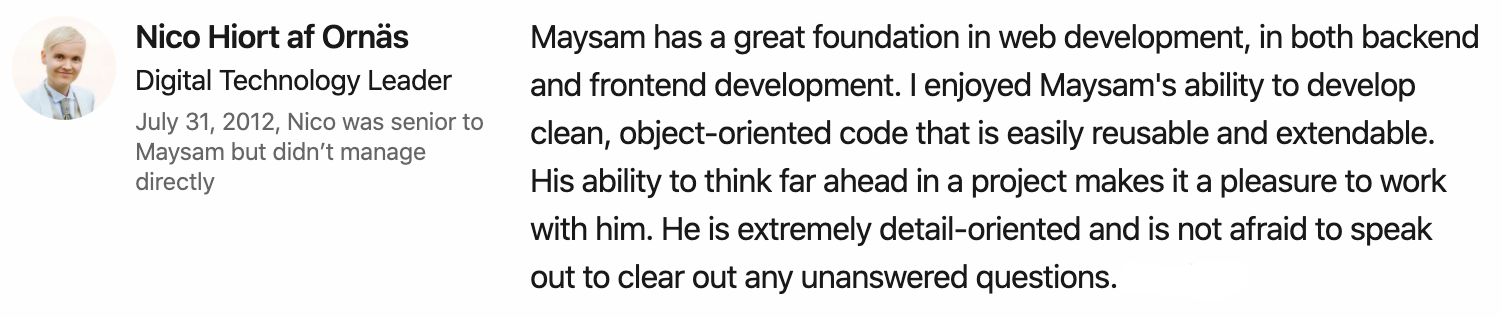 Nico Hiort af Ornäs
Digital Technology Leader
July 31, 2012, Nico was senior to
Maysam but didn’t manage
directly
Maysam has a great foundation in web development, in both backend
and frontend development. I enjoyed Maysam's ability to develop
clean, object-oriented code that is easily reusable and extendable.
His ability to think far ahead in a project makes it a pleasure to work
with him. He is extremely detail-oriented and is not afraid to speak
out to clear out any unanswered questions.